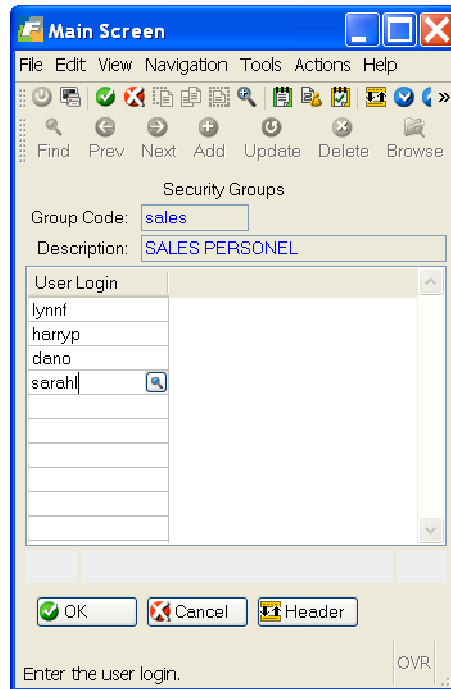 Main Screen
File Edit View Navigation Tools Actions Help
Find Prev Next Add Update Delete Browse
Security Groups
Group Code: sales
Description: SALES PERSONEL
User Login
lynnf
harryp
dano
sarahl
OK Cancel Header
Enter the user login. OVR